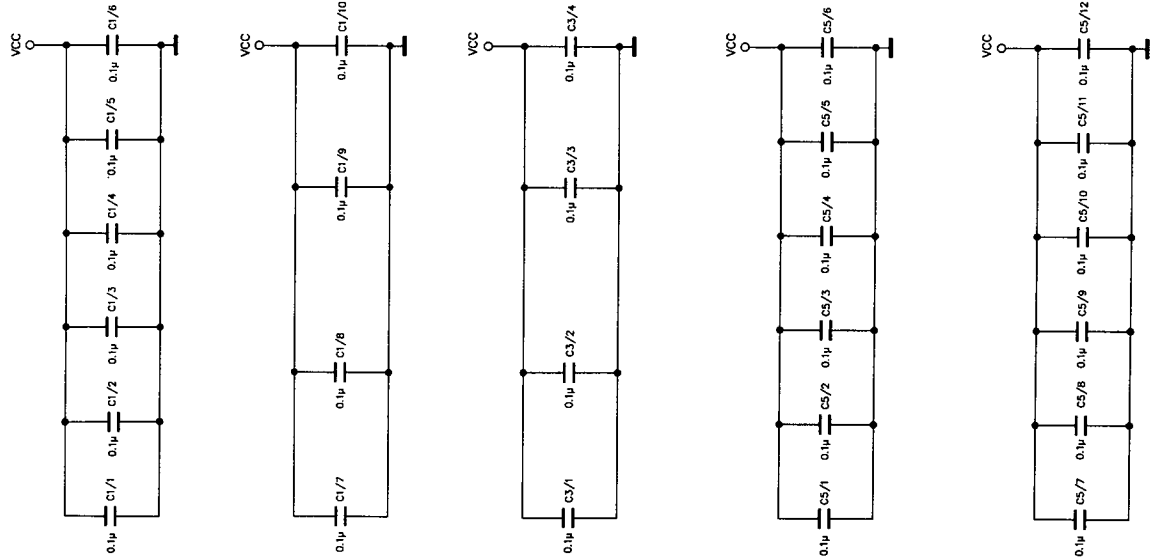 VCC
C1/6
0.1µ
C1/5
0.1µ
C1/4
0.1µ
C1/3
0.1µ
C1/2
0.1µ
C1/1
0.1µ
VCC
C1/10
0.1µ
C1/9
0.1µ
C1/8
0.1µ
C1/7
0.1µ
VCC
C3/4
0.1µ
C3/3
0.1µ
C3/2
0.1µ
C3/1
0.1µ
VCC
C5/6
0.1µ
C5/5
0.1µ
C5/4
0.1µ
C5/3
0.1µ
C5/2
0.1µ
C5/1
0.1µ
VCC
C5/12
0.1µ
C5/11
0.1µ
C5/10
0.1µ
C5/9
0.1µ
C5/8
0.1µ
C5/7
0.1µ